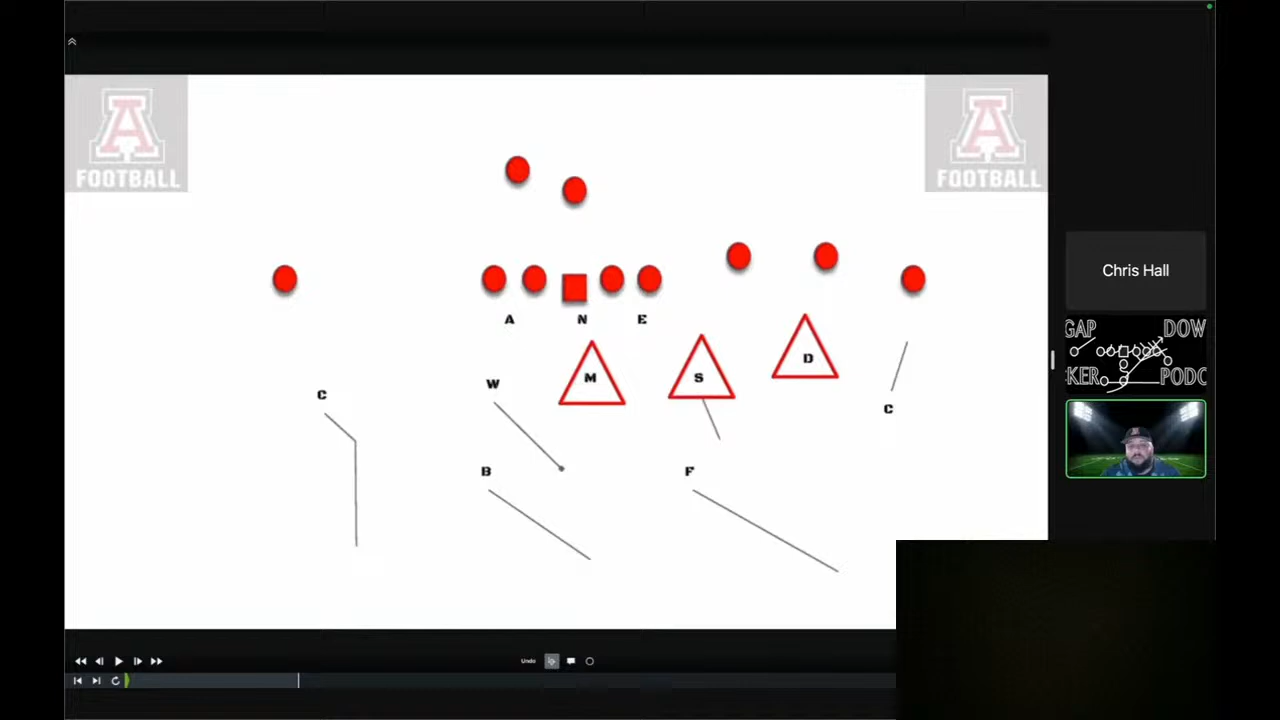 A
FOOTBALL
A
FOOTBALL
A N E
M
S
D
W
C
C
B
F
Chris Hall
GAP DOW
KER PODC
Undo